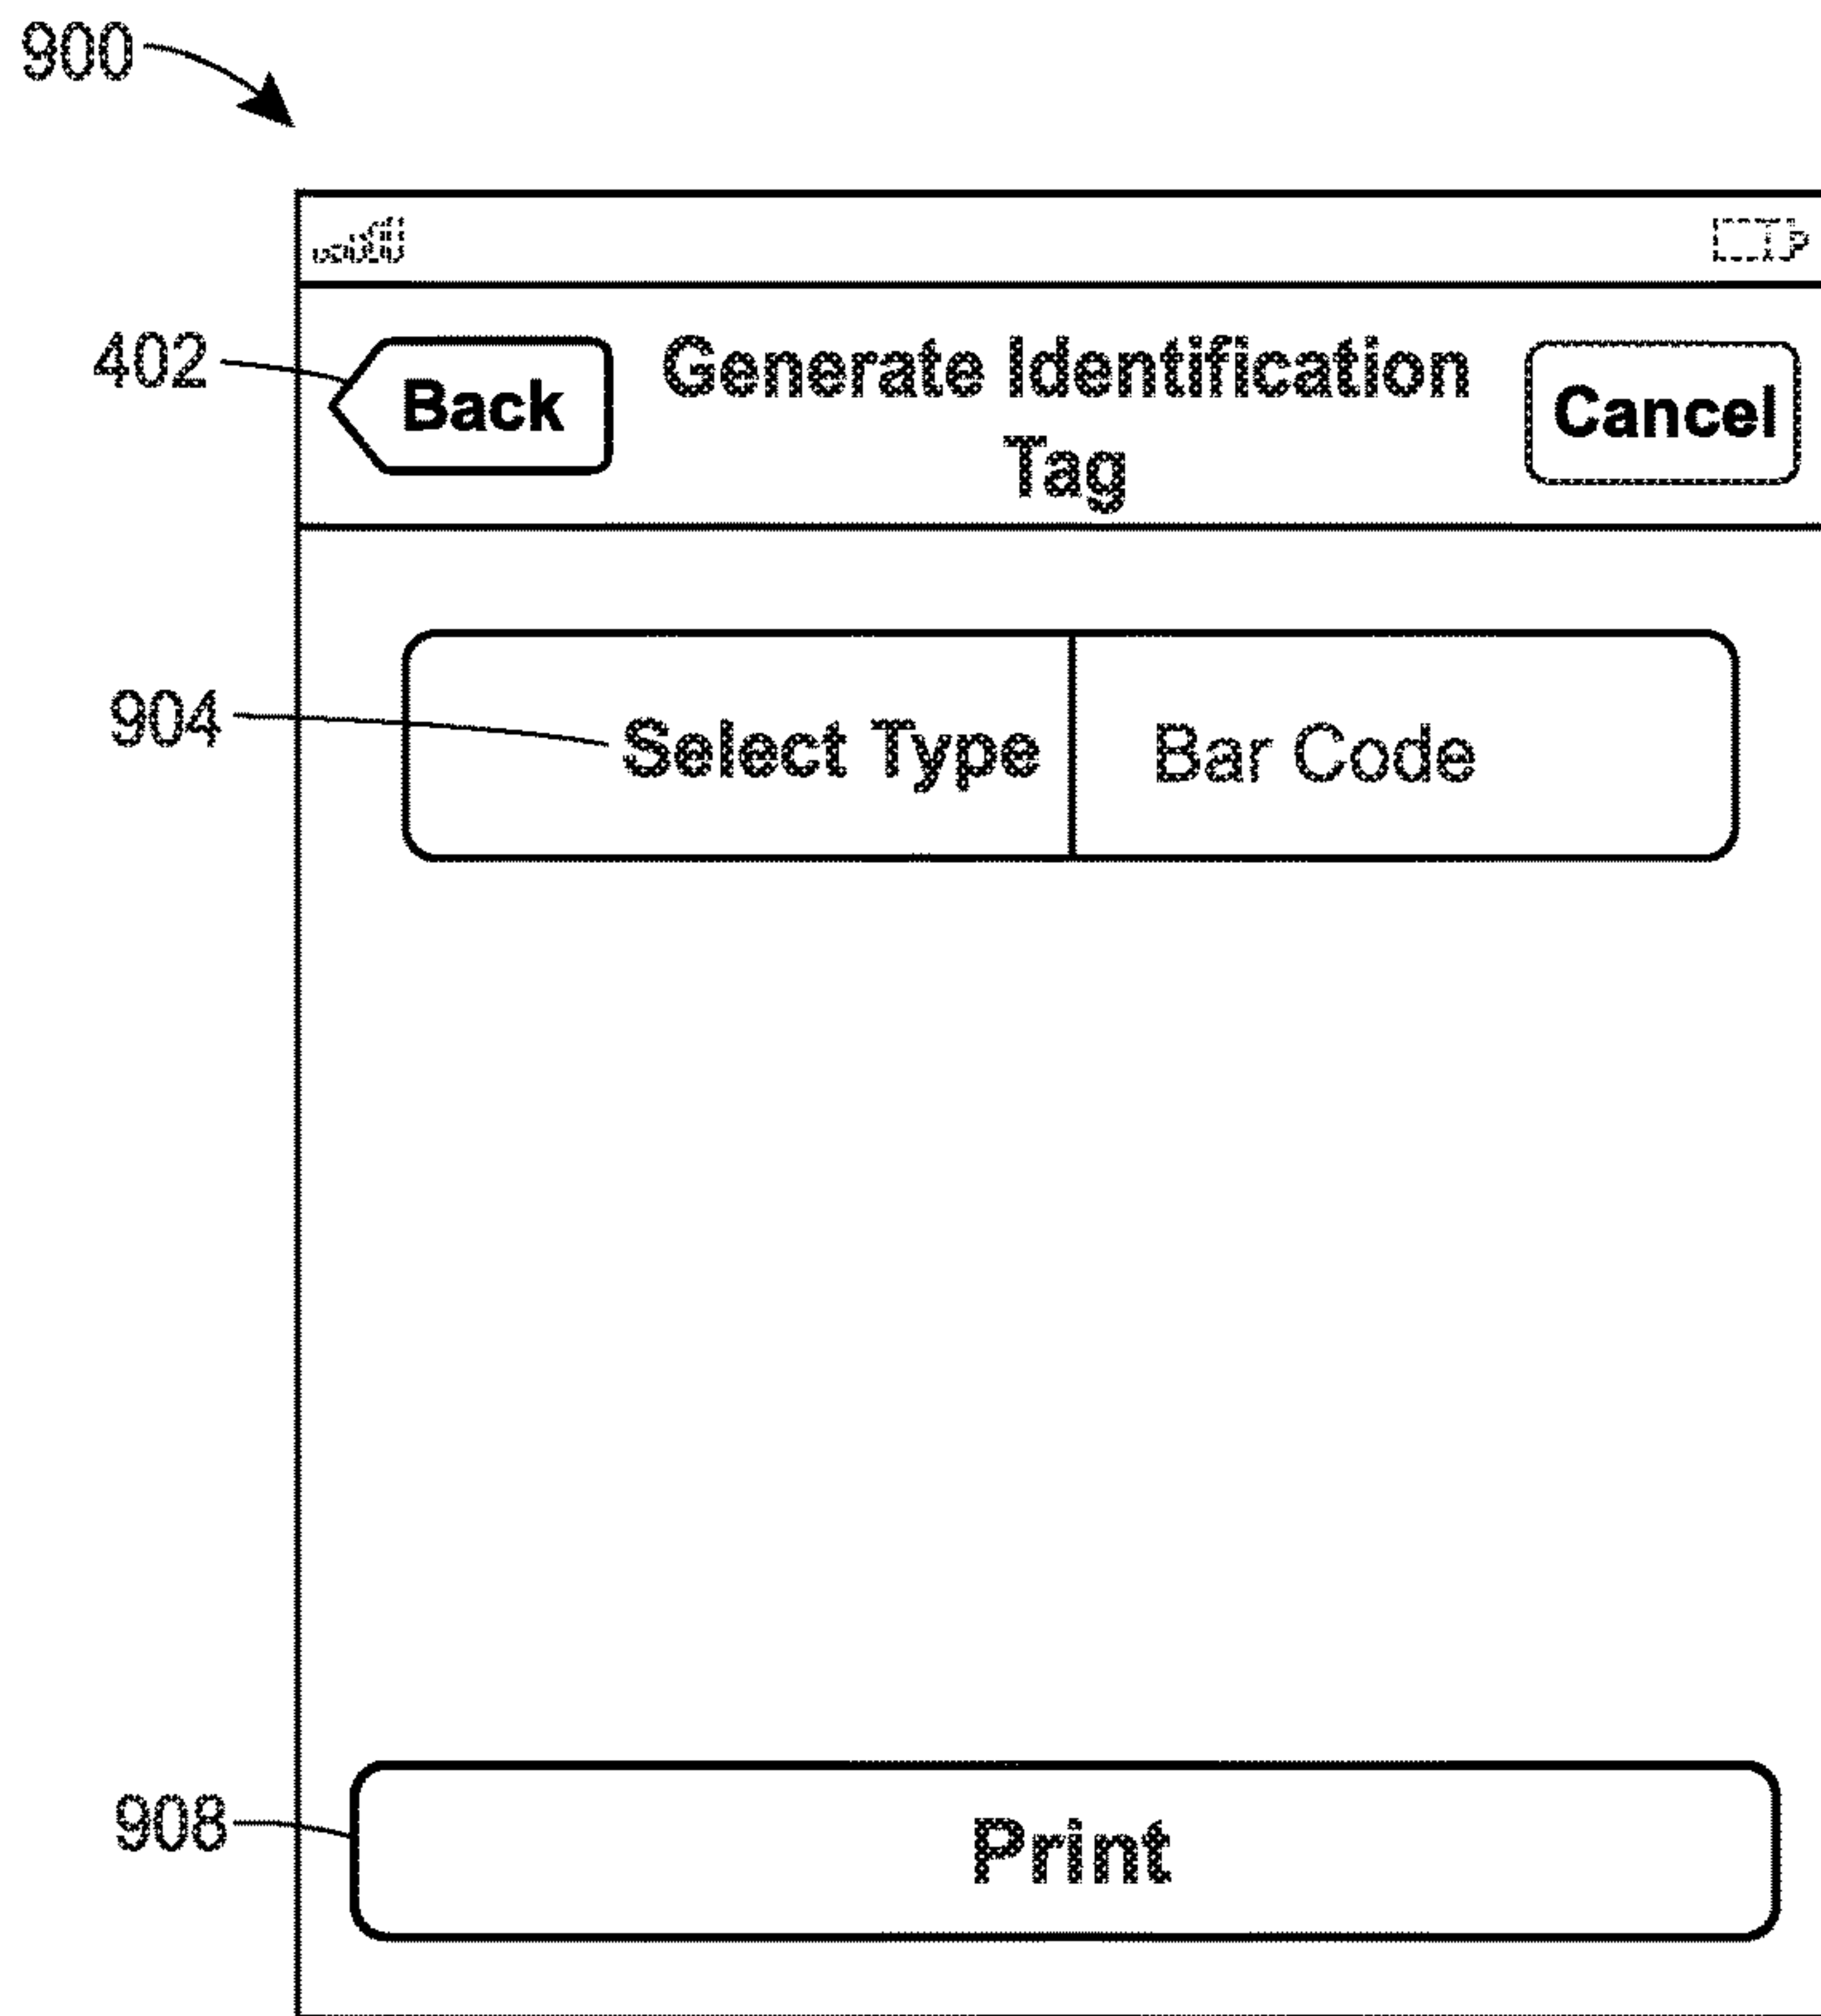 900
402
Back
Generate Identification
Tag
Cancel
904
Select Type
Bar Code
908
Print